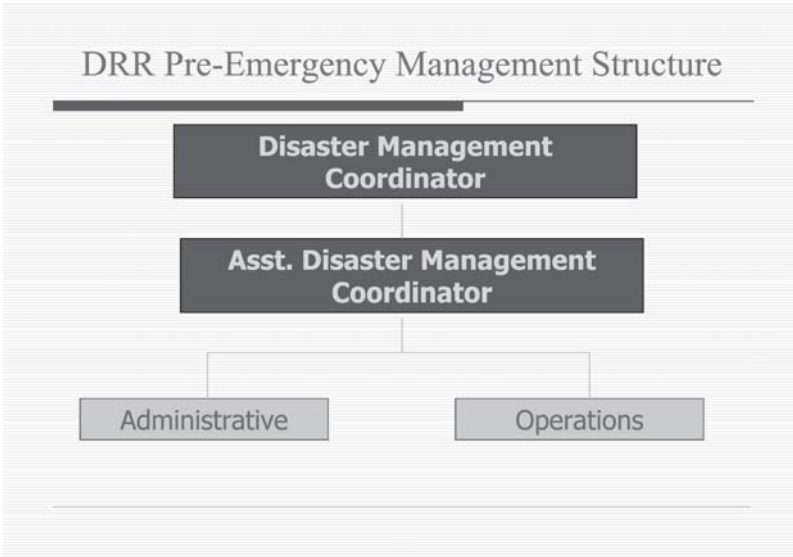 DRR Pre-Emergency Management Structure
Disaster Management
Coordinator
Asst. Disaster Management
Coordinator
Administrative
Operations